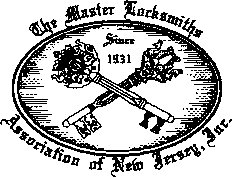 The Master Locksmiths
Since
1931
Association of New Jersey, Inc.